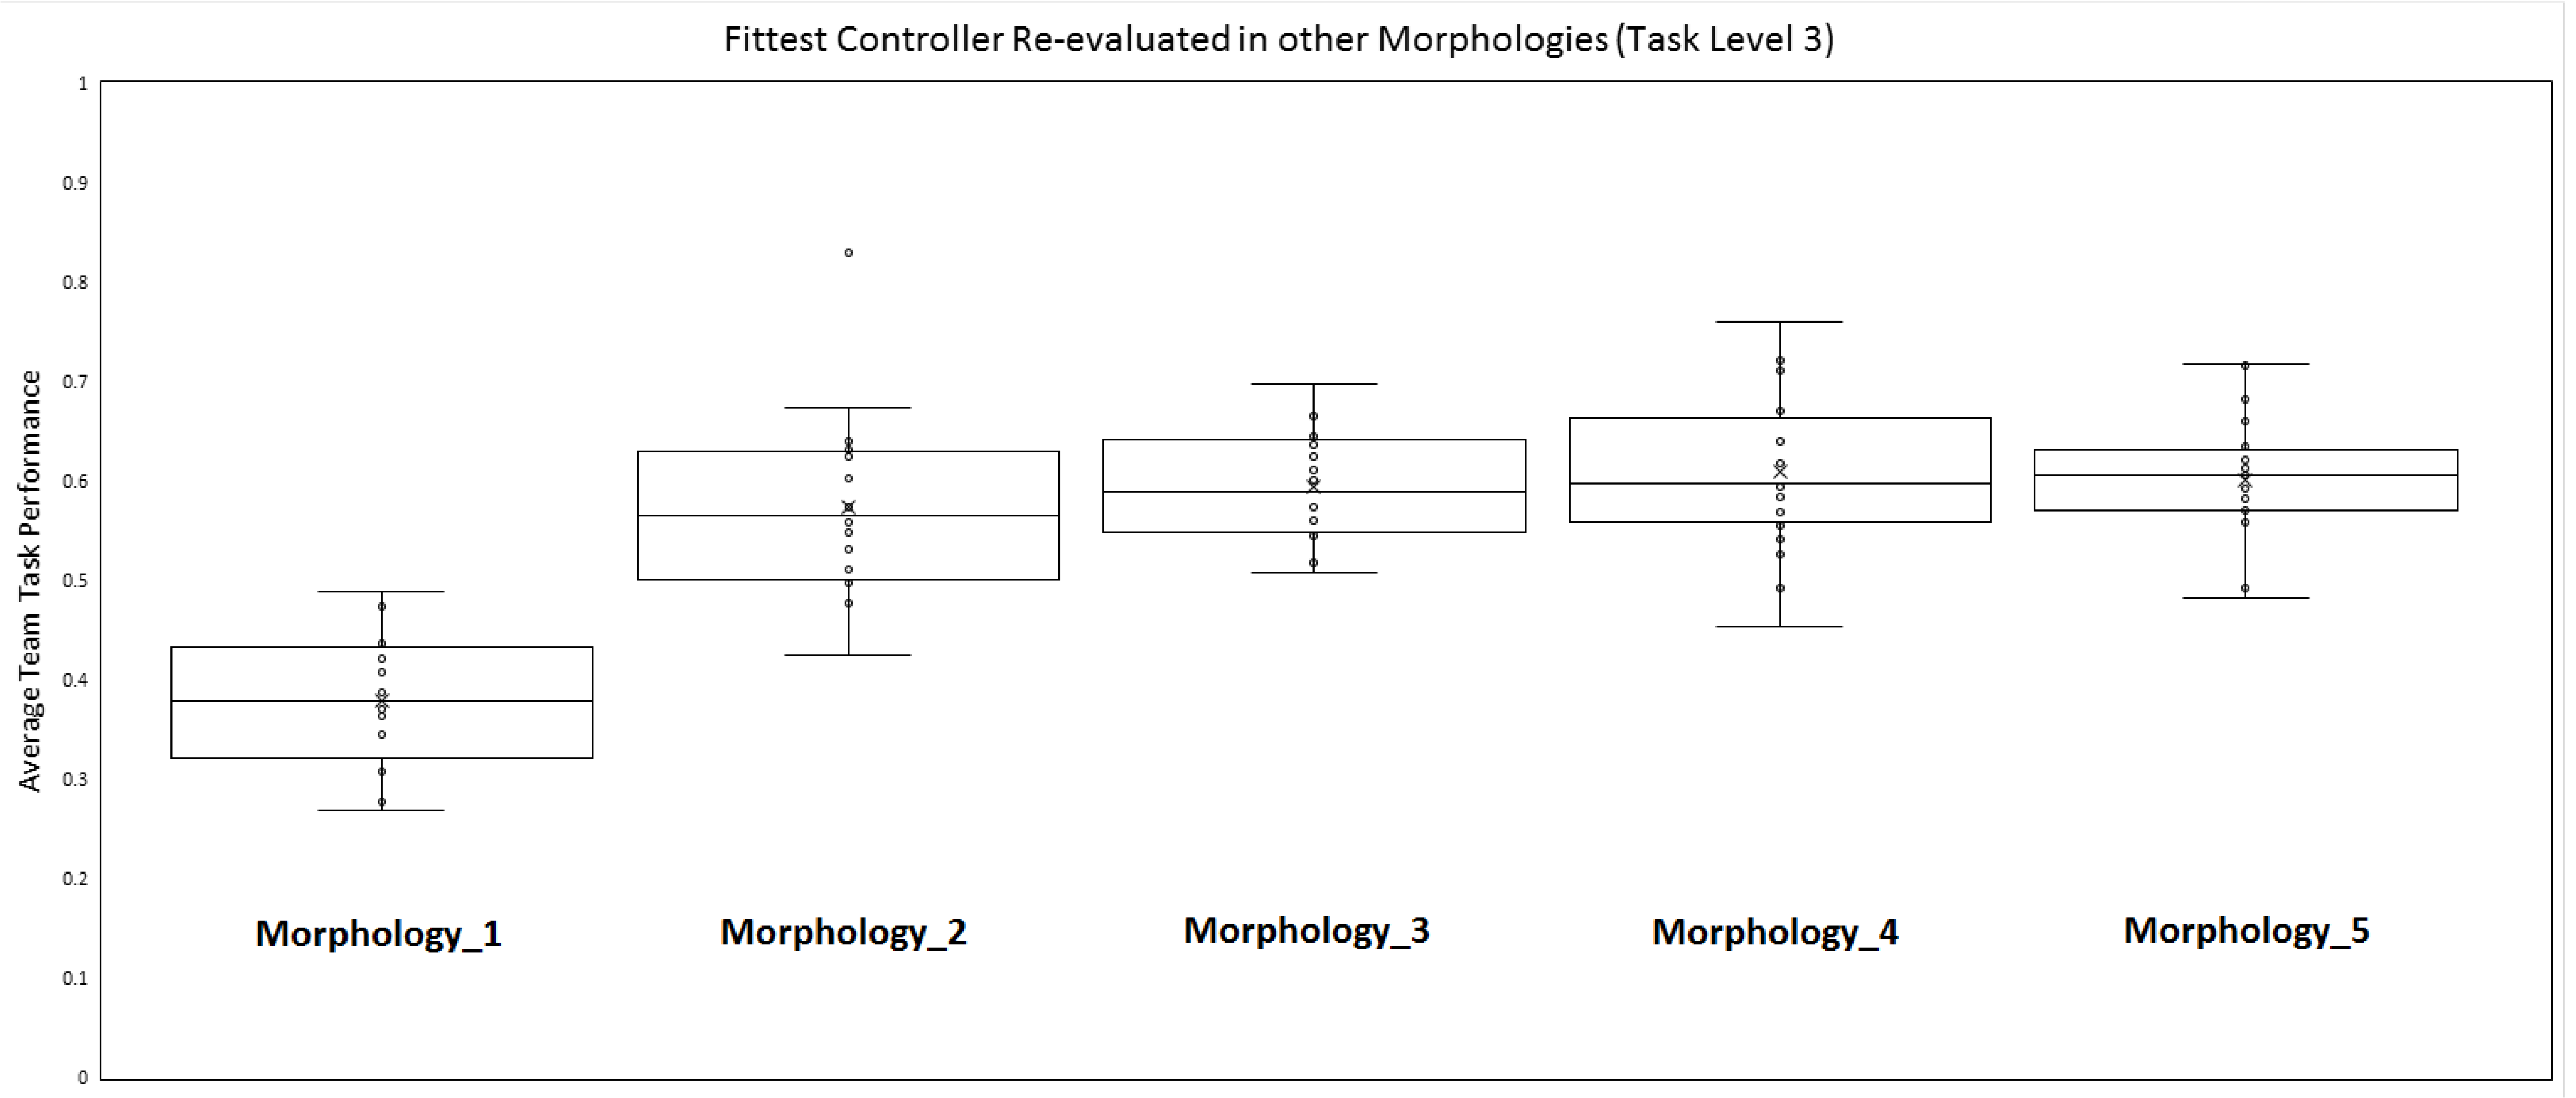 Fittest Controller Re-evaluated in other Morphologies (Task Level 3)
Average Team Task Performance
1
0.9
0.8
0.7
0.6
0.5
0.4
0.3
0.2
0.1
0
Morphology_1
Morphology_2
Morphology_3
Morphology_4
Morphology_5